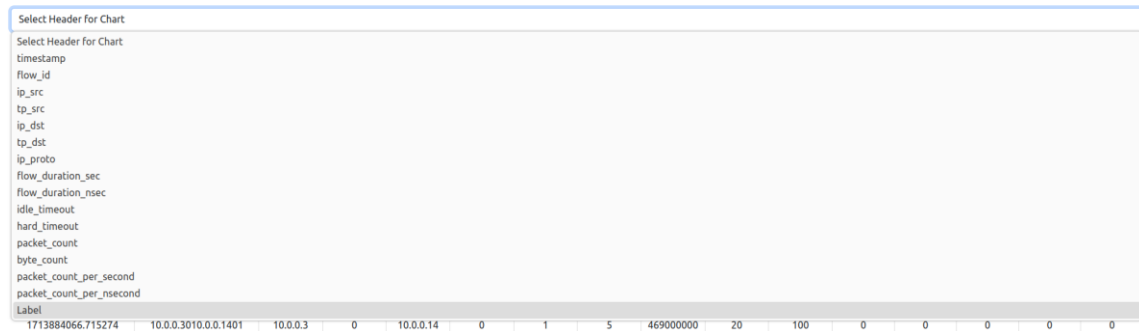 Select Header for Chart
Select Header for Chart
timestamp
flow_id
ip_src
tp_src
ip_dst
tp_dst
ip_proto
flow_duration_sec
flow_duration_nsec
idle_timeout
hard_timeout
packet_count
byte_count
packet_count_per_second
packet_count_per_nsecond
Label
1713884066.715274 10.0.0.3010.0.0.1401 10.0.0.3 0 10.0.0.14 0 1 5 469000000 20 100 0 0 0 0 0